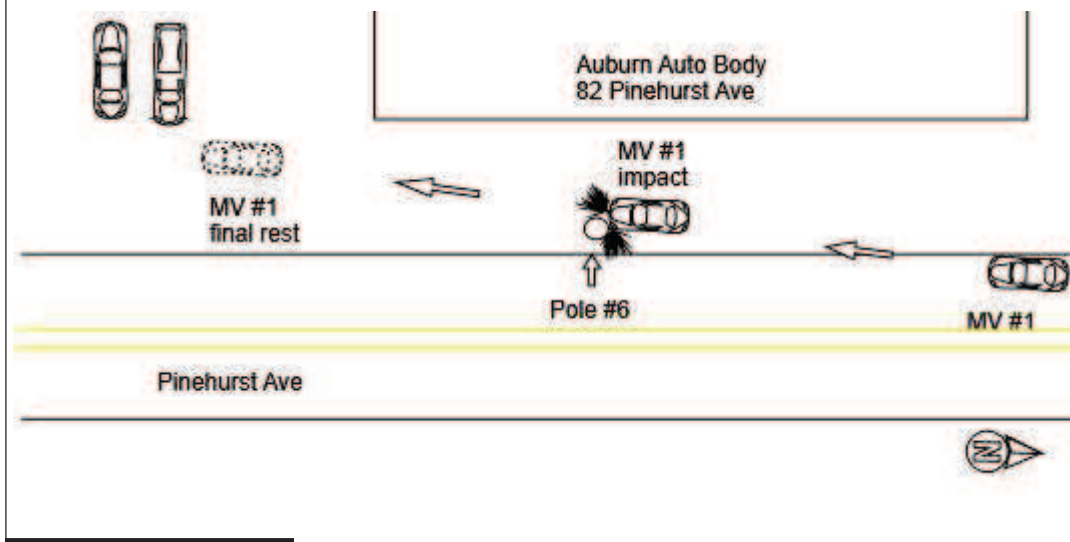 Auburn Auto Body
82 Pinehurst Ave
MV #1
impact
MV #1
final rest
Pole #6
MV #1
Pinehurst Ave
N